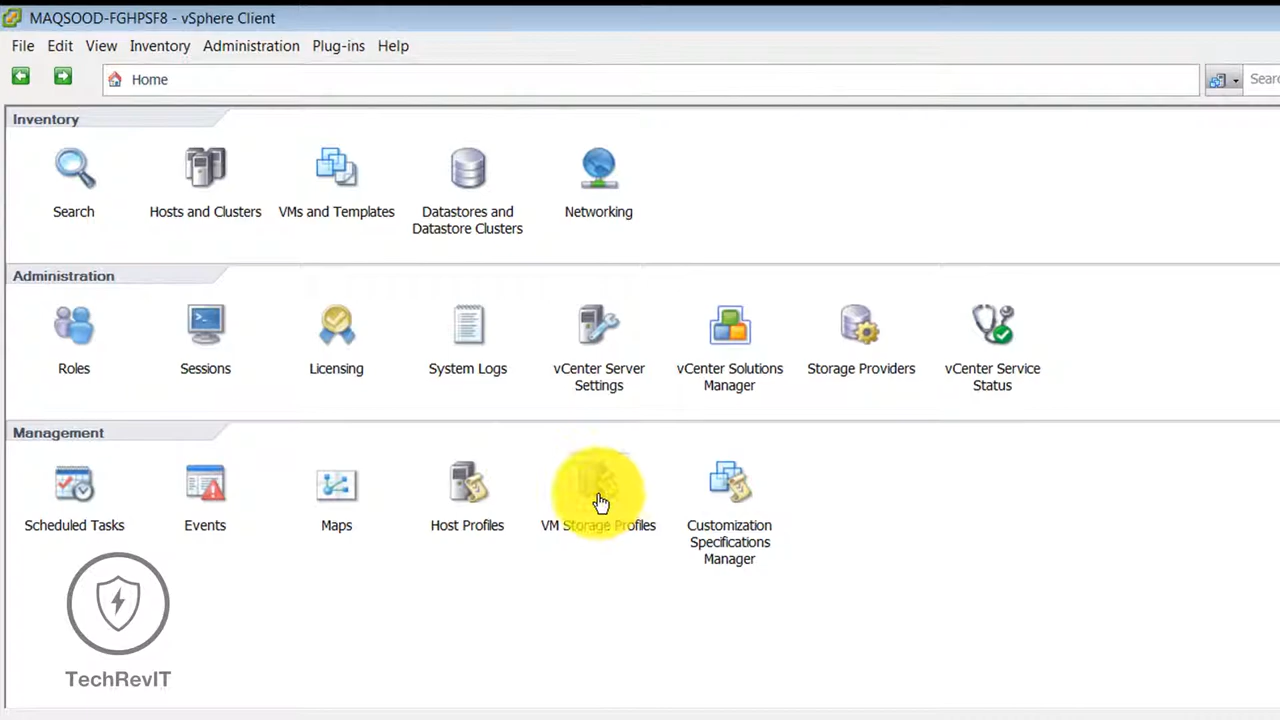 MAQSOOD-FGHPSF8 - vSphere Client
File Edit View Inventory Administration Plug-ins Help
Home
Inventory
Search
Hosts and Clusters
VMs and Templates
Datastores and
Datastore Clusters
Networking
Administration
Roles
Sessions
Licensing
System Logs
vCenter Server
Settings
vCenter Solutions
Manager
Storage Providers
vCenter Service
Status
Management
Scheduled Tasks
Events
Maps
Host Profiles
VM Storage Profiles
Customization
Specifications
Manager
TechRevIT